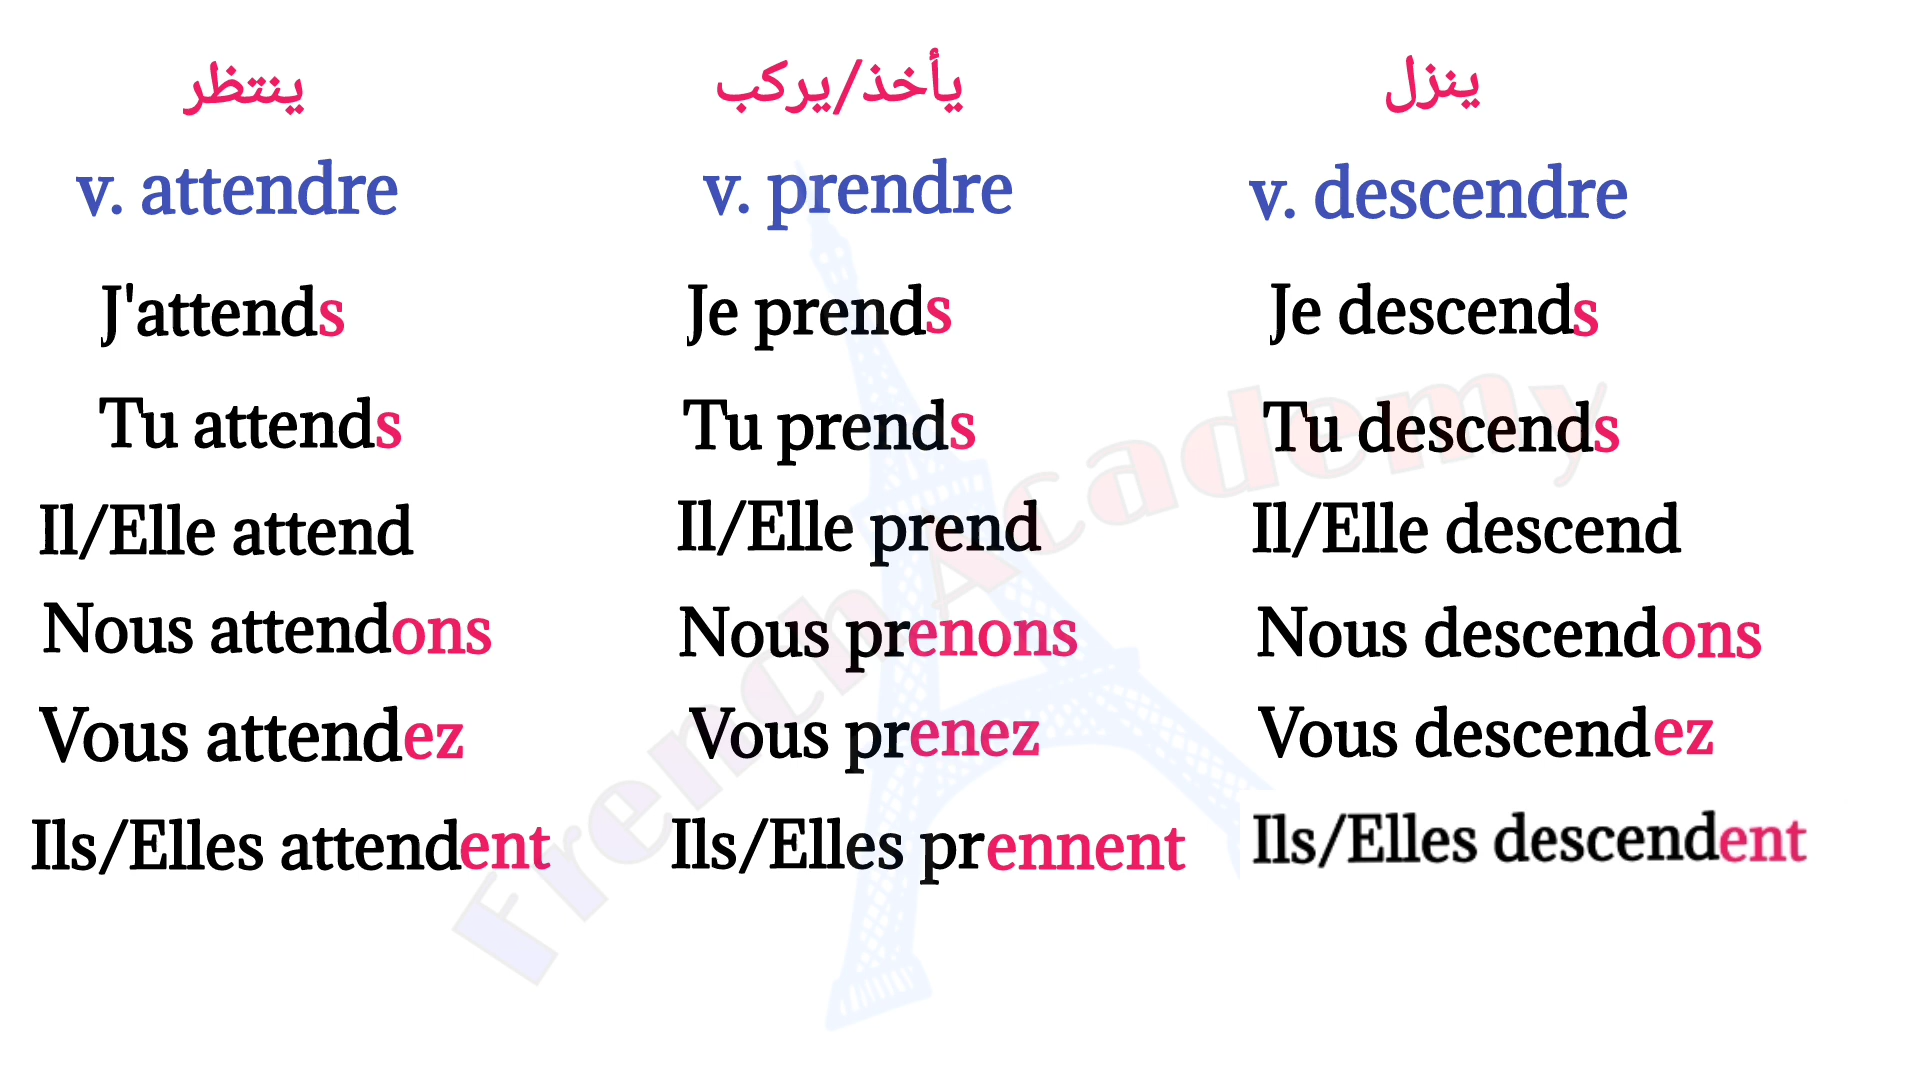 ينتظر
v. attendre
J'attends
Tu attends
Il/Elle attend
Nous attendons
Vous attendez
Ils/Elles attendent
يأخذ/يركب
v. prendre
Je prends
Tu prends
Il/Elle prend
Nous prenons
Vous prenez
Ils/Elles prennent
ينزل
v. descendre
Je descends
Tu descends
Il/Elle descend
Nous descendons
Vous descendez
Ils/Elles descendent
French Academy